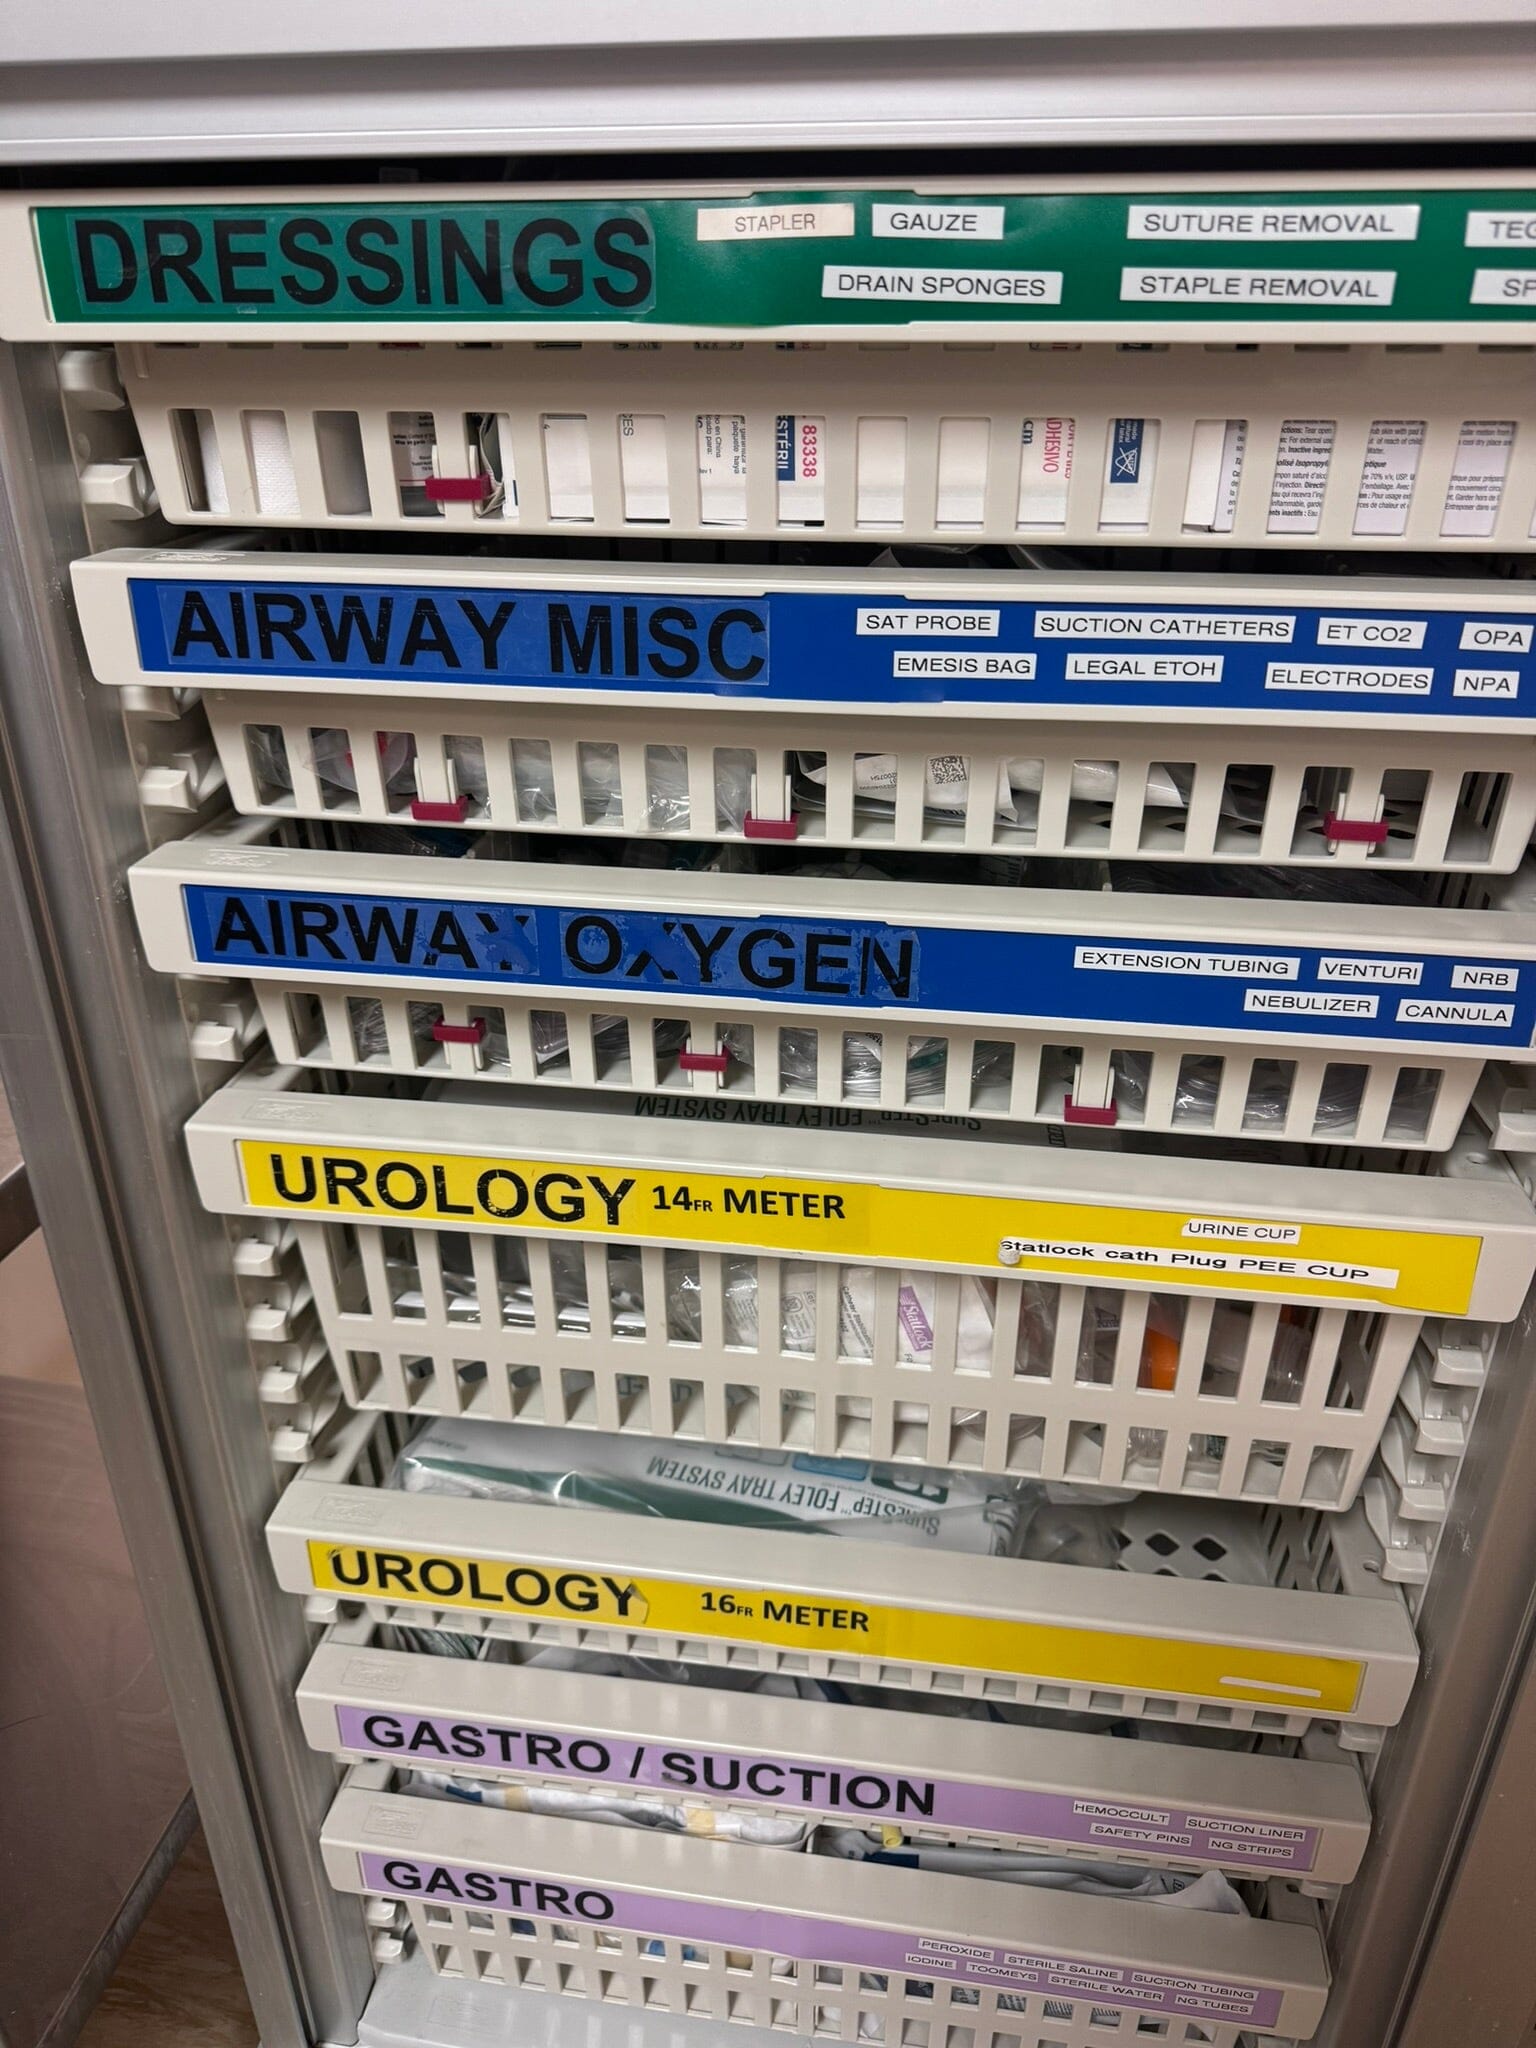 DRESSINGS
STAPLER GAUZE SUTURE REMOVAL
DRAIN SPONGES STAPLE REMOVAL
83338
AIRWAY MISC
SAT PROBE SUCTION CATHETERS ET CO2 OPA
EMESIS BAG LEGAL ETOH ELECTRODES NPA
AIRWAY OXYGEN
EXTENSION TUBING VENTURI NRB
NEBULIZER CANNULA
FOLEY TRAY SYSTEM
UROLOGY 14FR METER
URINE CUP
Statlock cath Plug PEE CUP
StatLock
FOLEY TRAY SYSTEM
UROLOGY 16FR METER
GASTRO / SUCTION
HEMOCCULT SUCTION LINER
SAFETY PINS NG STRIPS
GASTRO
PEROXIDE STERILE SALINE SUCTION TUBING
IODINE TOOMEYS STERILE WATER NG TUBES